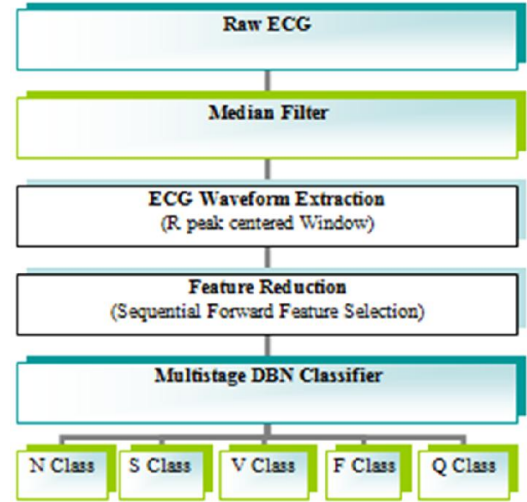 Raw ECG
Median Filter
ECG Waveform Extraction
(R peak centered Window)
Feature Reduction
(Sequential Forward Feature Selection)
Multistage DBN Classifier
N Class
S Class
V Class
F Class
Q Class